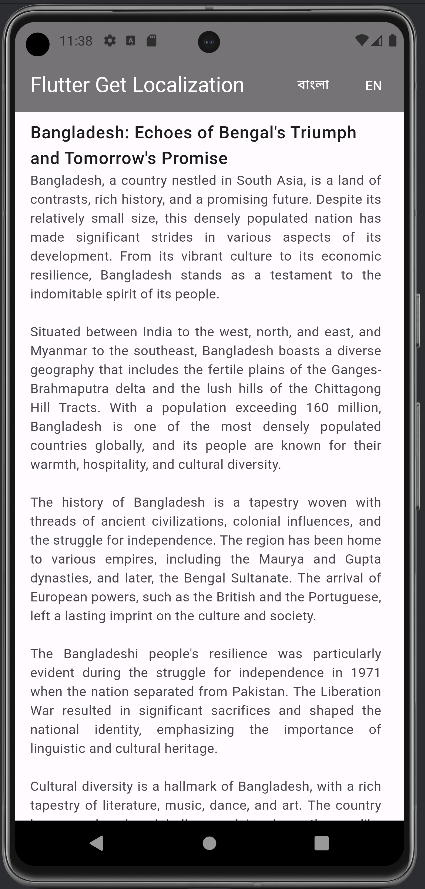 11:38
Flutter Get Localization
বাংলা
EN
Bangladesh: Echoes of Bengal's Triumph
and Tomorrow's Promise
Bangladesh, a country nestled in South Asia, is a land of
contrasts, rich history, and a promising future. Despite its
relatively small size, this densely populated nation has
made significant strides in various aspects of its
development. From its vibrant culture to its economic
resilience, Bangladesh stands as a testament to the
indomitable spirit of its people.
Situated between India to the west, north, and east, and
Myanmar to the southeast, Bangladesh boasts a diverse
geography that includes the fertile plains of the Ganges-
Brahmaputra delta and the lush hills of the Chittagong
Hill Tracts. With a population exceeding 160 million,
Bangladesh is one of the most densely populated
countries globally, and its people are known for their
warmth, hospitality, and cultural diversity.
The history of Bangladesh is a tapestry woven with
threads of ancient civilizations, colonial influences, and
the struggle for independence. The region has been home
to various empires, including the Maurya and Gupta
dynasties, and later, the Bengal Sultanate. The arrival of
European powers, such as the British and the Portuguese,
left a lasting imprint on the culture and society.
The Bangladeshi people's resilience was particularly
evident during the struggle for independence in 1971
when the nation separated from Pakistan. The Liberation
War resulted in significant sacrifices and shaped the
national identity, emphasizing the importance of
linguistic and cultural heritage.
Cultural diversity is a hallmark of Bangladesh, with a rich
tapestry of literature, music, dance, and art. The country